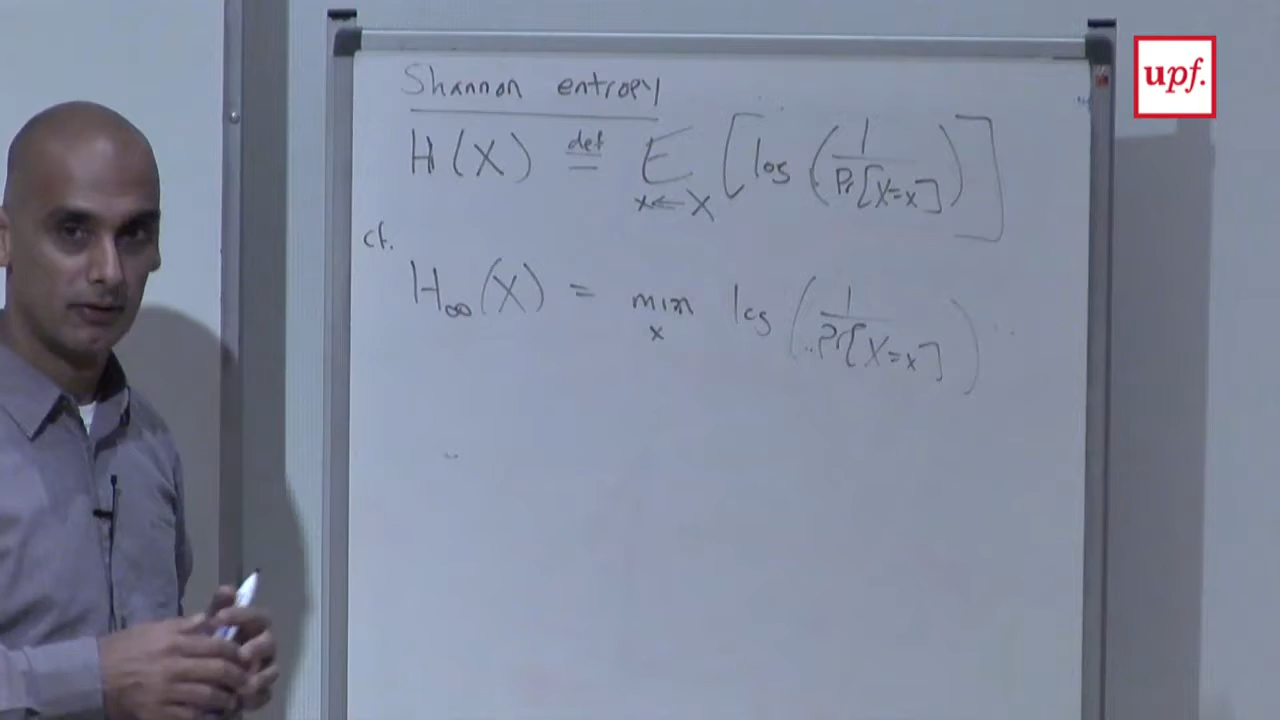 upf.
Shannon entropy
H(X) def= E x←X [log(1/Pr[X=x])]
cf.
H∞(X) = min x log(1/Pr[X=x])